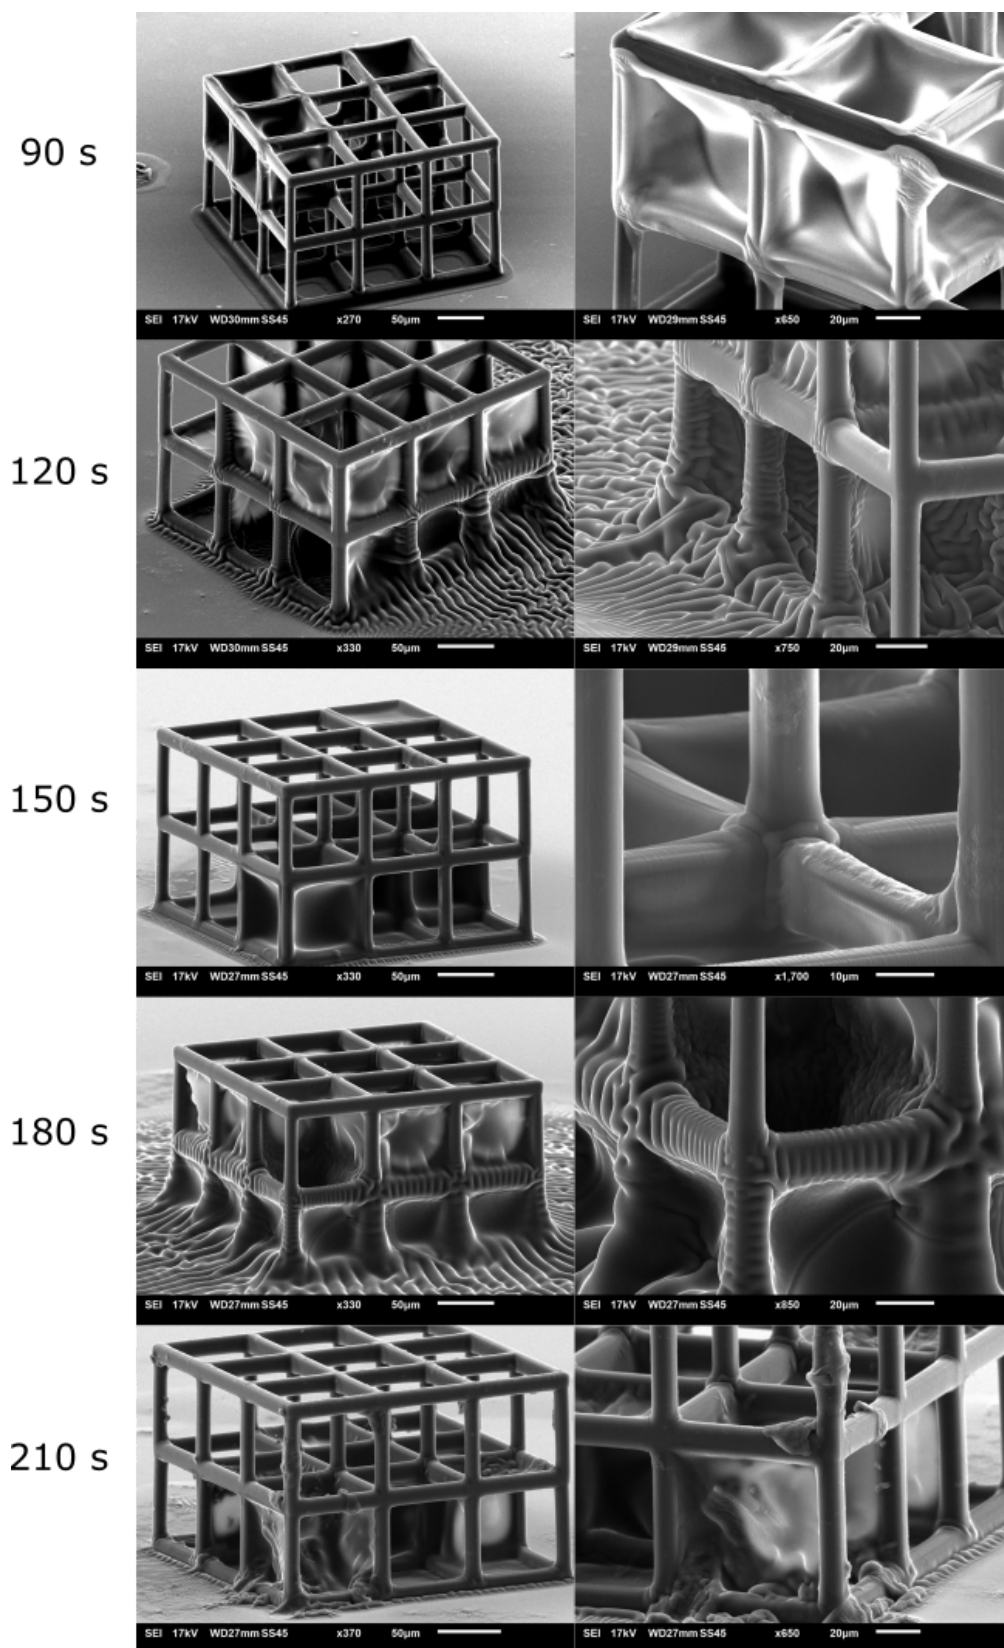 90 s
SEI 17kV WD30mm SS45 x270 50µm
SEI 17kV WD29mm SS45 x650 20µm
120 s
SEI 17kV WD30mm SS45 x330 50µm
SEI 17kV WD29mm SS45 x750 20µm
150 s
SEI 17kV WD27mm SS45 x330 50µm
SEI 17kV WD27mm SS45 x1,700 10µm
180 s
SEI 17kV WD27mm SS45 x330 50µm
SEI 17kV WD27mm SS45 x850 20µm
210 s
SEI 17kV WD27mm SS45 x370 50µm
SEI 17kV WD27mm SS45 x650 20µm